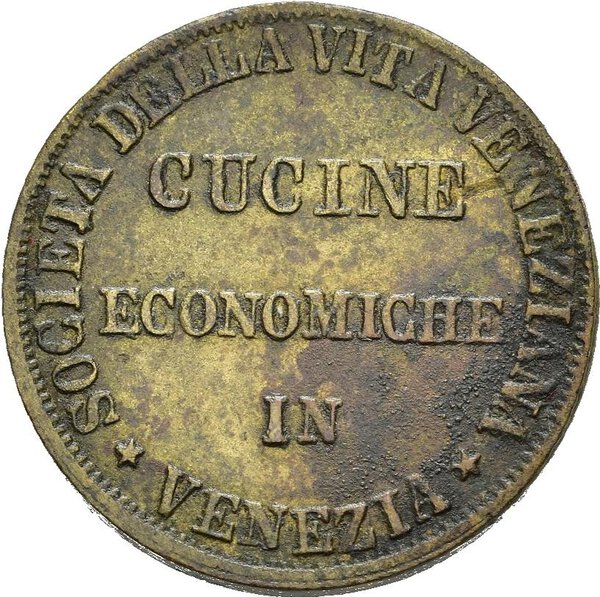 SOCIETA DELLA VITA VENEZIANA
CUCINE
ECONOMICHE
IN
VENEZIA